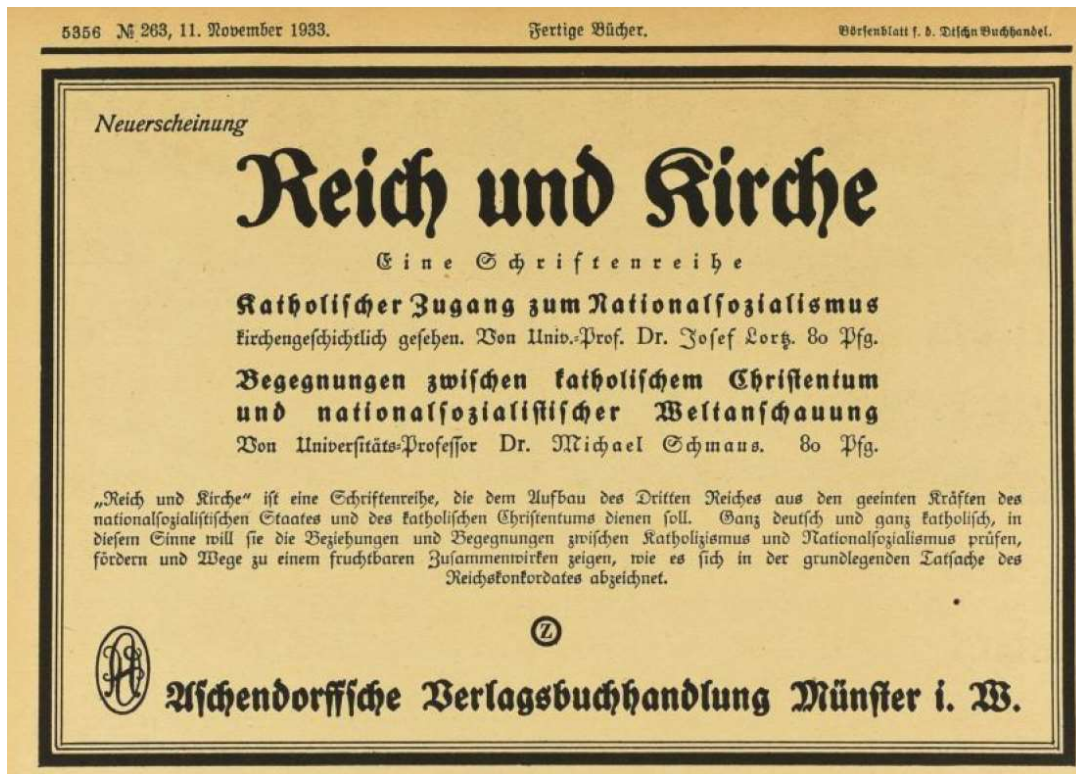 5356 № 263, 11. November 1933. Fertige Bücher. Börsenblatt f. d. Dtschn Buchhandel.
Neuerscheinung
Reich und Kirche
Eine Schriftenreihe
Katholischer Zugang zum Nationalsozialismus
kirchengeschichtlich gesehen. Von Univ.-Prof. Dr. Josef Lortz. 80 Pfg.
Begegnungen zwischen katholischem Christentum
und nationalsozialistischer Weltanschauung
Von Universitäts-Professor Dr. Michael Schmaus. 80 Pfg.
„Reich und Kirche“ ist eine Schriftenreihe, die dem Aufbau des Dritten Reiches aus den geeinten Kräften des
nationalsozialistischen Staates und des katholischen Christentums dienen soll. Ganz deutsch und ganz katholisch, in
diesem Sinne will sie die Beziehungen und Begegnungen zwischen Katholizismus und Nationalsozialismus prüfen,
fördern und Wege zu einem fruchtbaren Zusammenwirken zeigen, wie es sich in der grundlegenden Tatsache des
Reichskonkordates abzeichnet.
Z
Aschendorffsche Verlagsbuchhandlung Münster i. W.